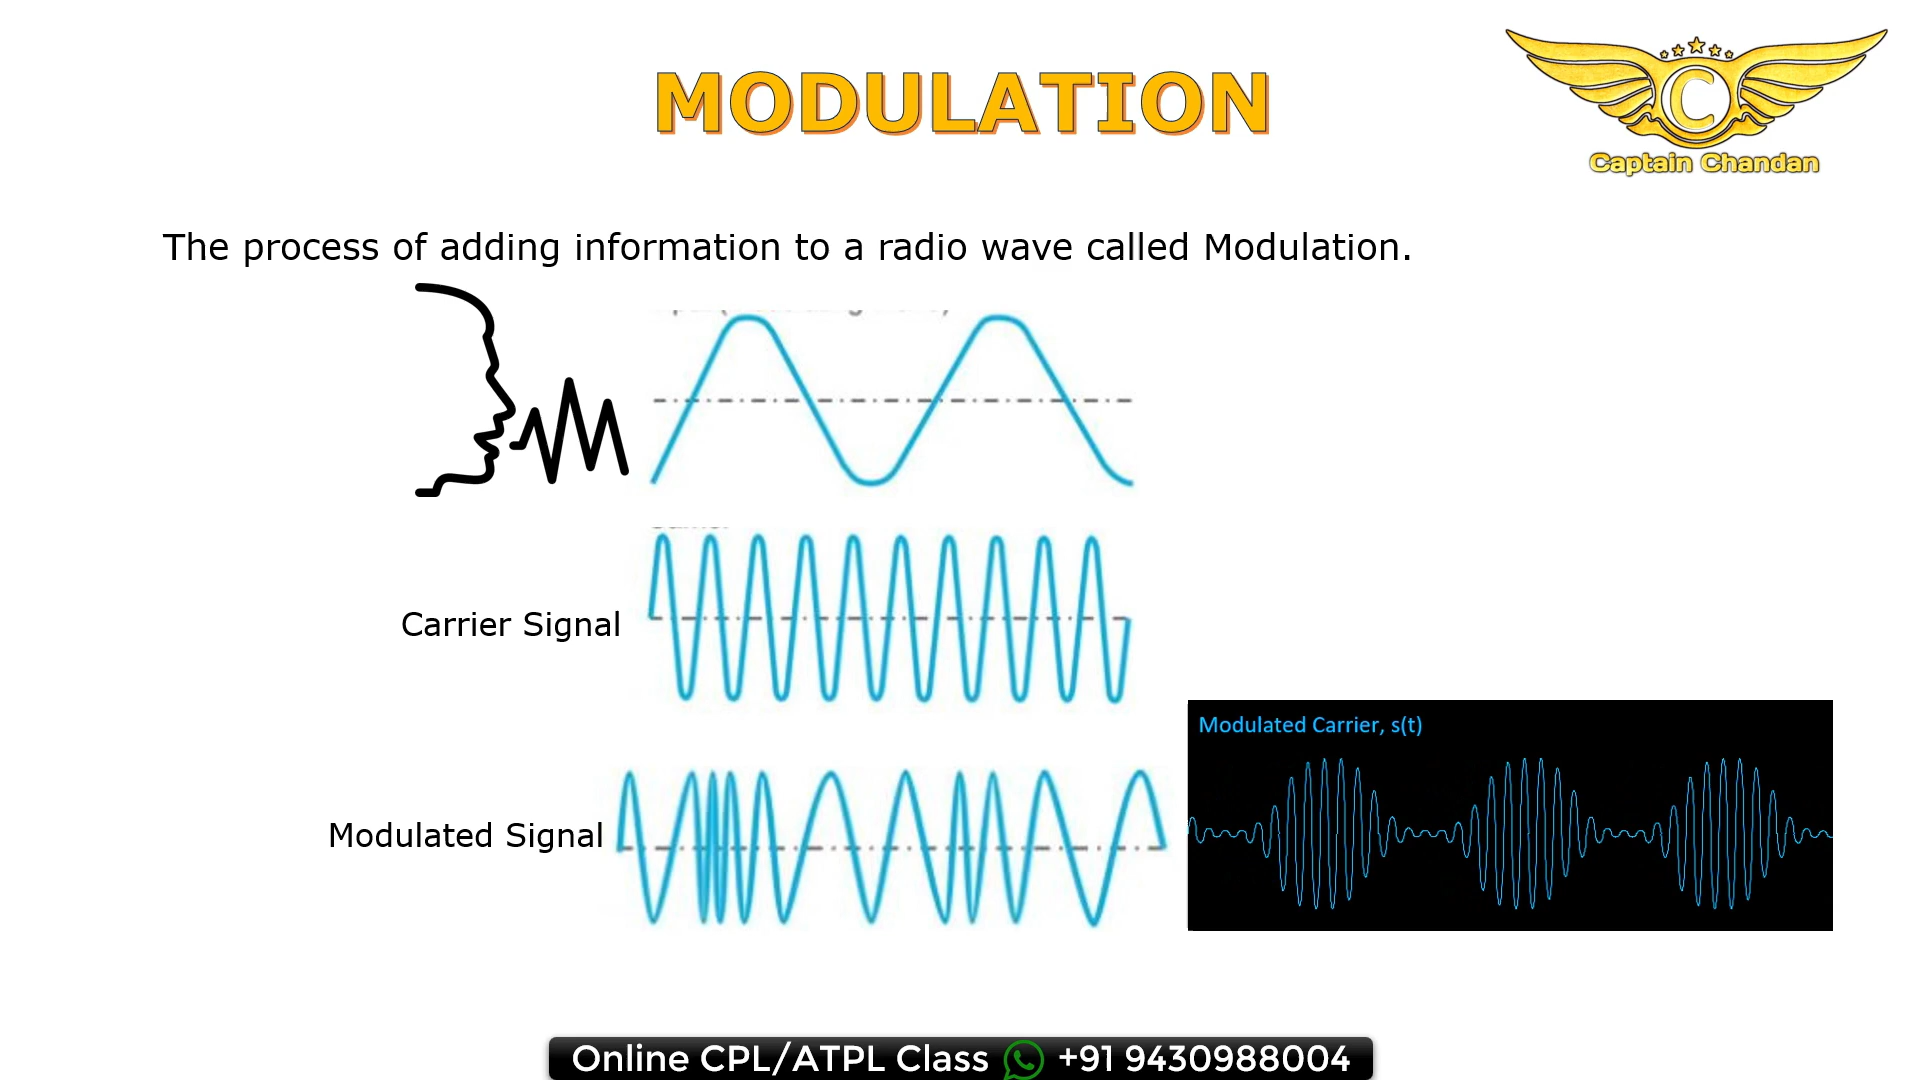 MODULATION
Captain Chandan
The process of adding information to a radio wave called Modulation.
Carrier Signal
Modulated Carrier, s(t)
Modulated Signal
Online CPL/ATPL Class +91 9430988004